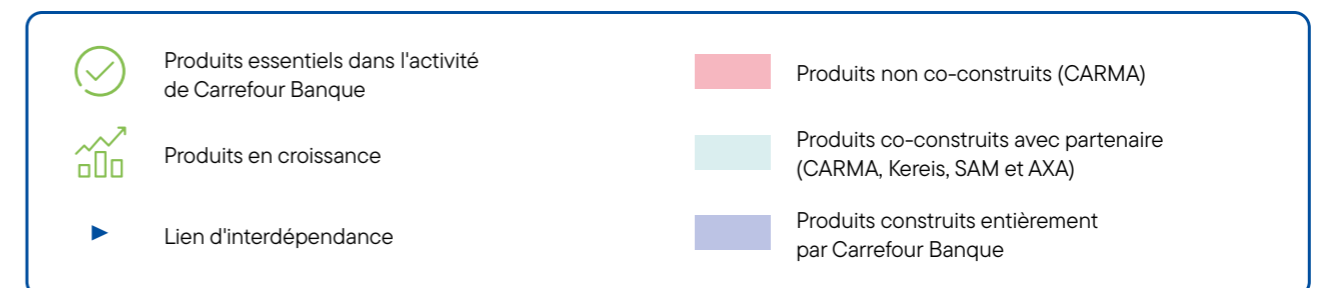 Produits essentiels dans l'activité
de Carrefour Banque
Produits en croissance
Lien d'interdépendance
Produits non co-construits (CARMA)
Produits co-construits avec partenaire
(CARMA, Kereis, SAM et AXA)
Produits construits entièrement
par Carrefour Banque